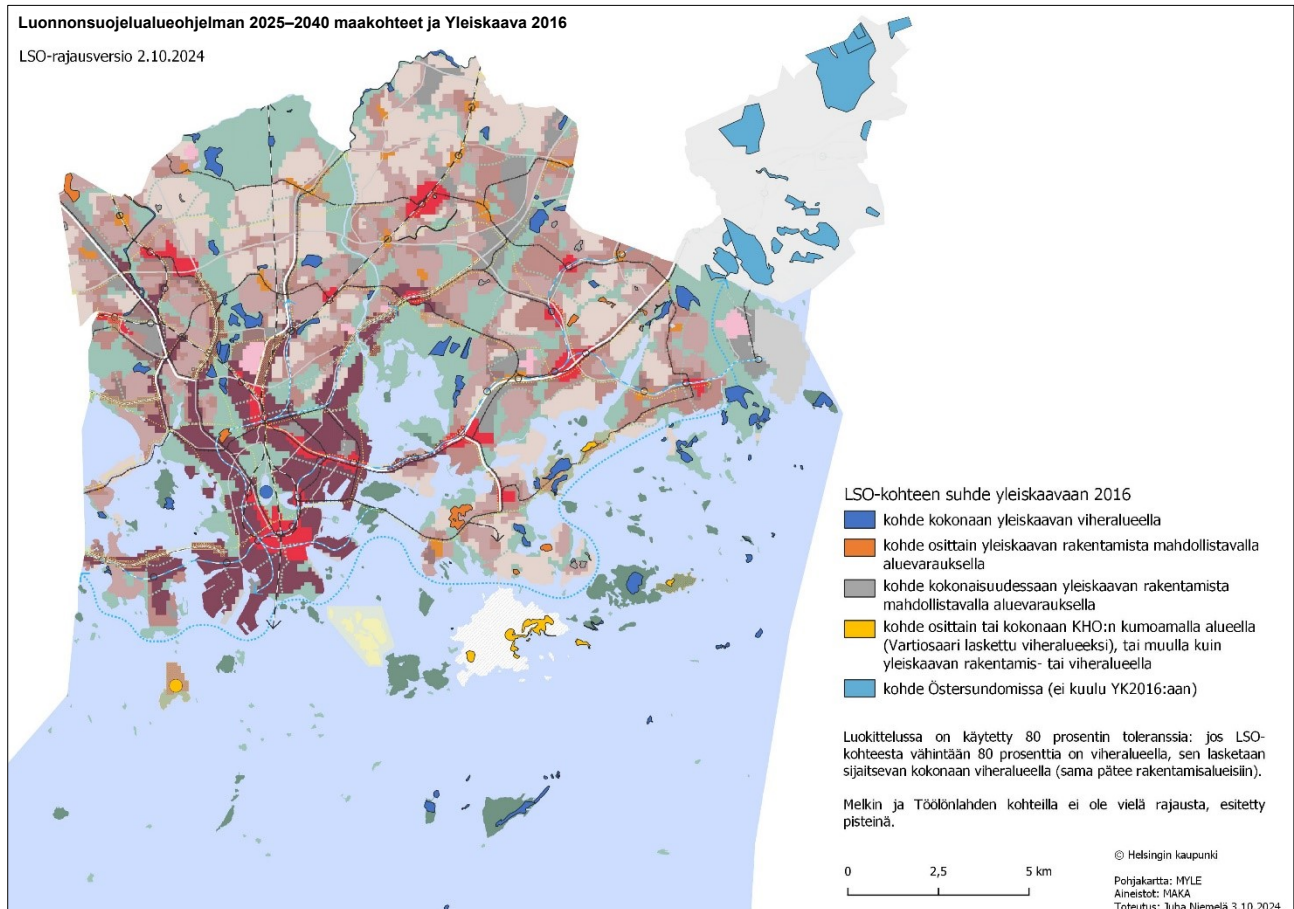 Luonnonsuojelualueohjelman 2025–2040 maakohteet ja Yleiskaava 2016
LSO-rajausversio 2.10.2024
LSO-kohteen suhde yleiskaavaan 2016
kohde kokonaan yleiskaavan viheralueella
kohde osittain yleiskaavan rakentamista mahdollistavalla
aluevarauksella
kohde kokonaisuudessaan yleiskaavan rakentamista
mahdollistavalla aluevarauksella
kohde osittain tai kokonaan KHO:n kumoamalla alueella
(Vartiosaari laskettu viheralueeksi), tai muulla kuin
yleiskaavan rakentamis- tai viheralueella
kohde Östersundomissa (ei kuulu YK2016:aan)
Luokittelussa on käytetty 80 prosentin toleranssia: jos LSO-
kohteesta vähintään 80 prosenttia on viheralueella, sen lasketaan
sijaitsevan kokonaan viheralueella (sama pätee rakentamisalueisiin).
Melkin ja Töölönlahden kohteilla ei ole vielä rajausta, esitetty
pisteinä.
© Helsingin kaupunki
0 2,5 5 km
Pohjakartta: MYLE
Aineistot: MAKA
Toteutus: Juha Niemelä 3.10.2024